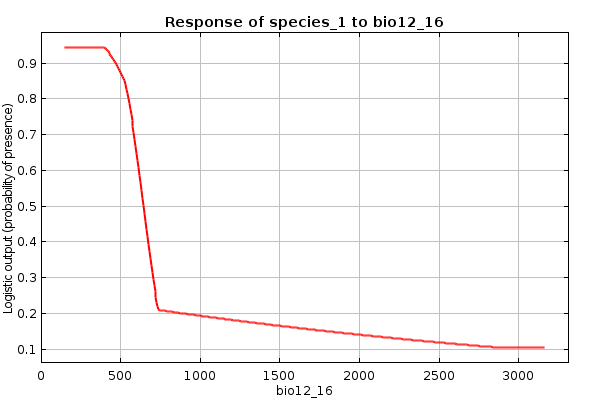 Response of species_1 to bio12_16
Logistic output (probability of presence)
0.9
0.8
0.7
0.6
0.5
0.4
0.3
0.2
0.1
0 500 1000 1500 2000 2500 3000
bio12_16